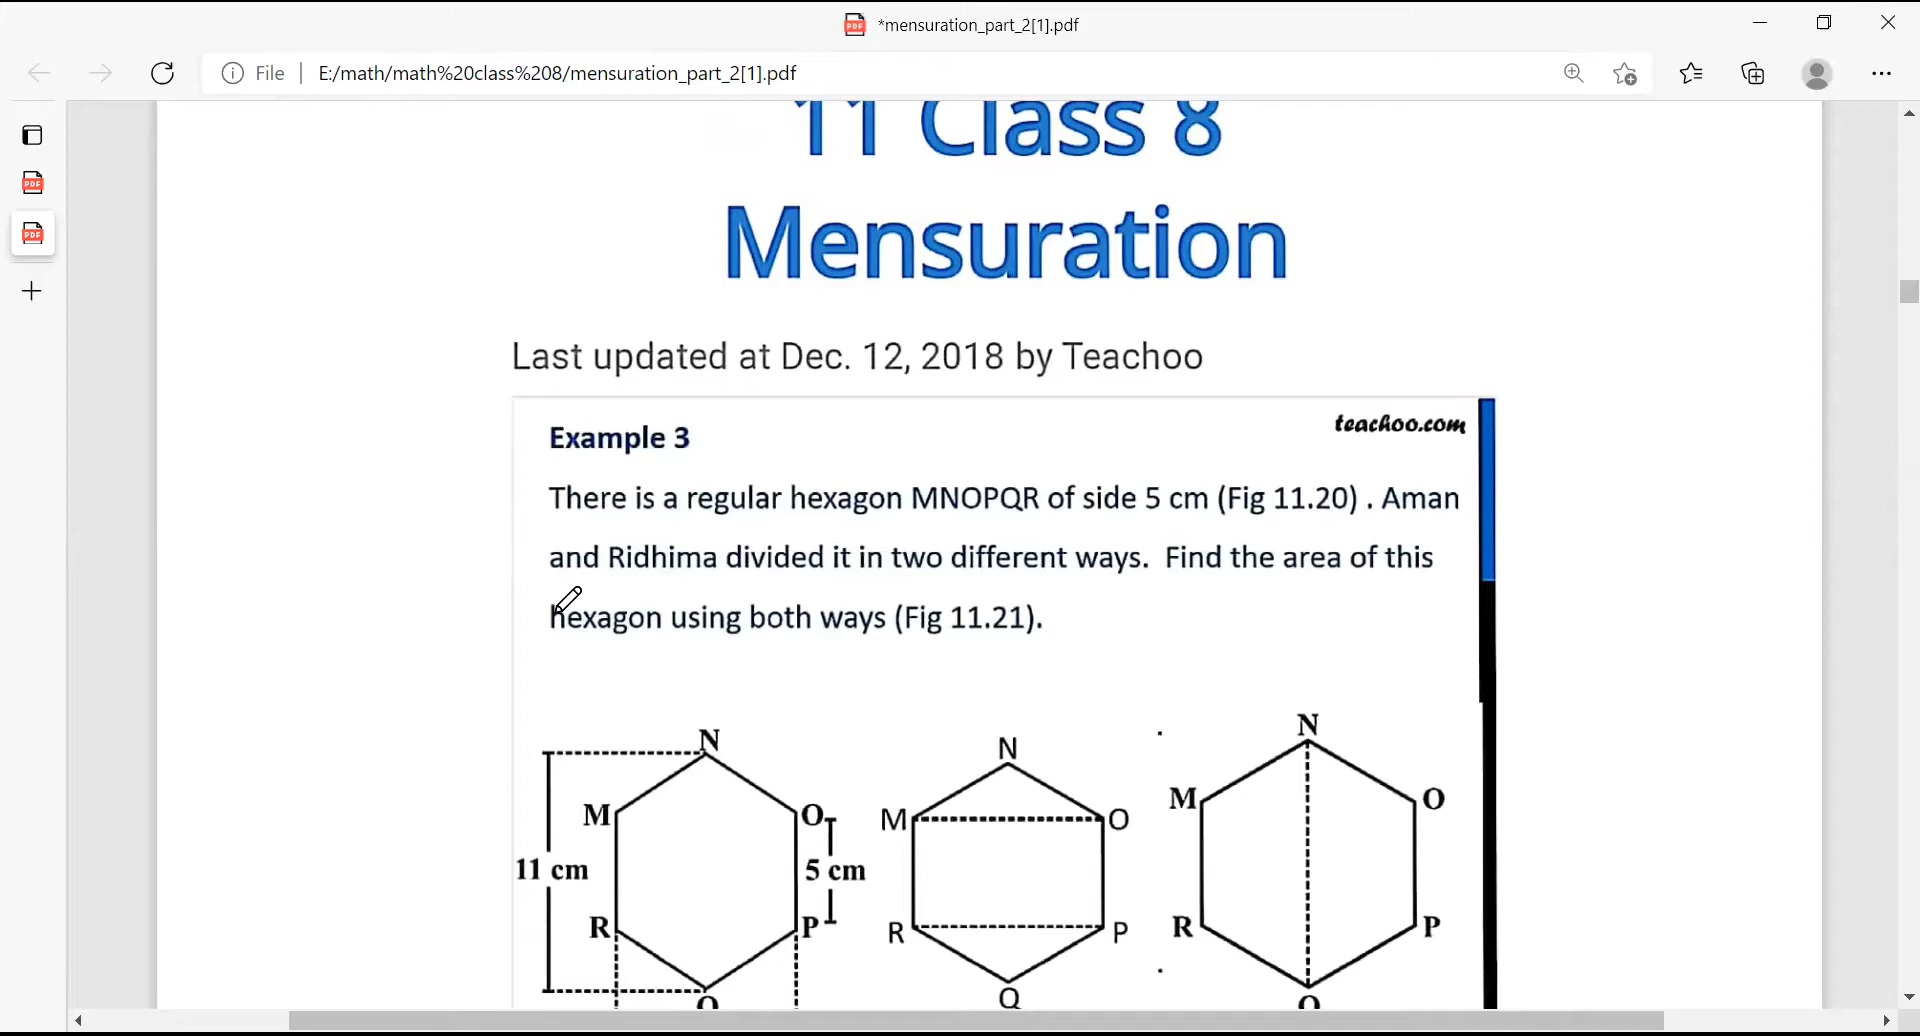 *mensuration_part_2[1].pdf
File | E:/math/math%20class%208/mensuration_part_2[1].pdf
11 Class 8
Mensuration
Last updated at Dec. 12, 2018 by Teachoo
teachoo.com
Example 3
There is a regular hexagon MNOPQR of side 5 cm (Fig 11.20) . Aman
and Ridhima divided it in two different ways. Find the area of this
hexagon using both ways (Fig 11.21).
N N N
M O M O M O
11 cm 5 cm
R P R P R P
Q Q Q